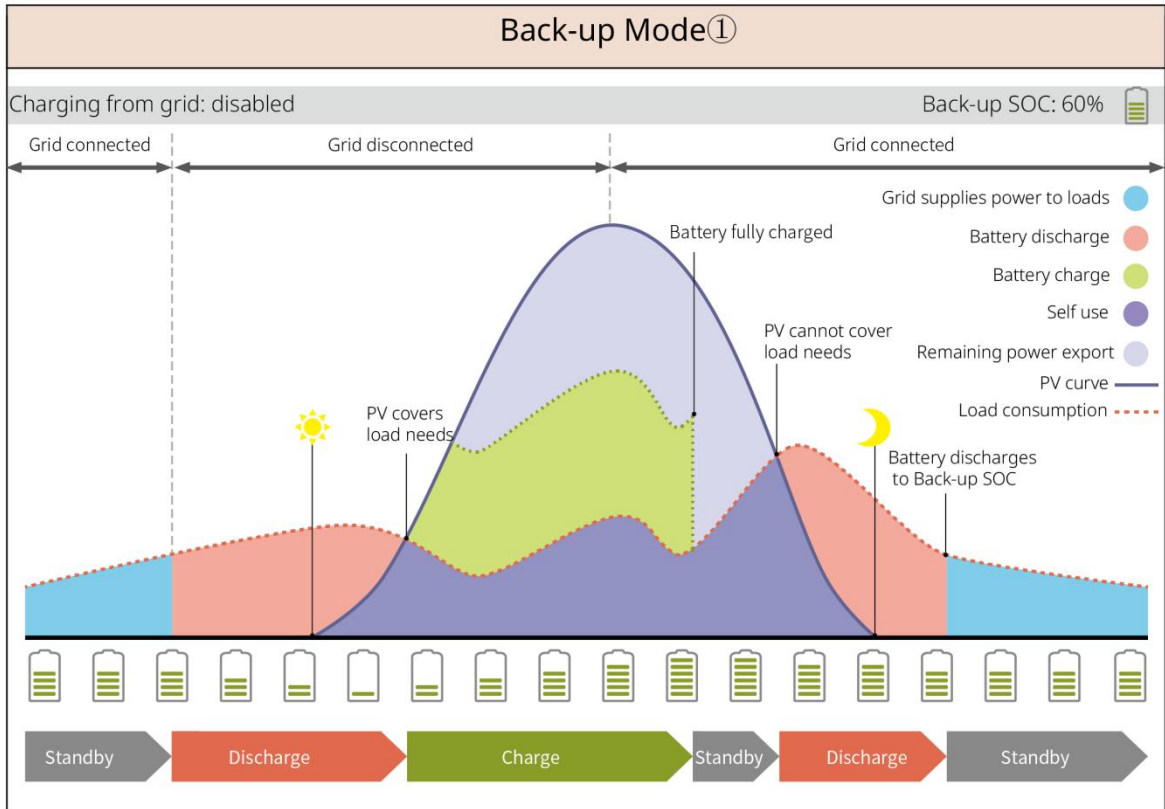 Back-up Mode①
Charging from grid: disabled
Back-up SOC: 60%
Grid connected
Grid disconnected
Grid connected
Grid supplies power to loads
Battery discharge
Battery charge
Self use
Remaining power export
PV curve
Load consumption
Battery fully charged
PV cannot cover
load needs
PV covers
load needs
Battery discharges
to Back-up SOC
Standby
Discharge
Charge
Standby
Discharge
Standby